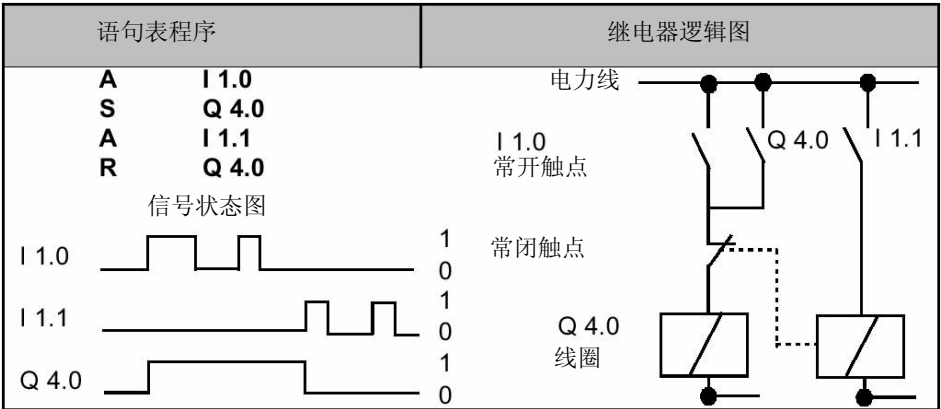 语句表程序
继电器逻辑图
A I 1.0
S Q 4.0
A I 1.1
R Q 4.0
信号状态图
I 1.0
1
0
I 1.1
1
0
Q 4.0
1
0
电力线
I 1.0
常开触点
Q 4.0
I 1.1
常闭触点
Q 4.0
线圈